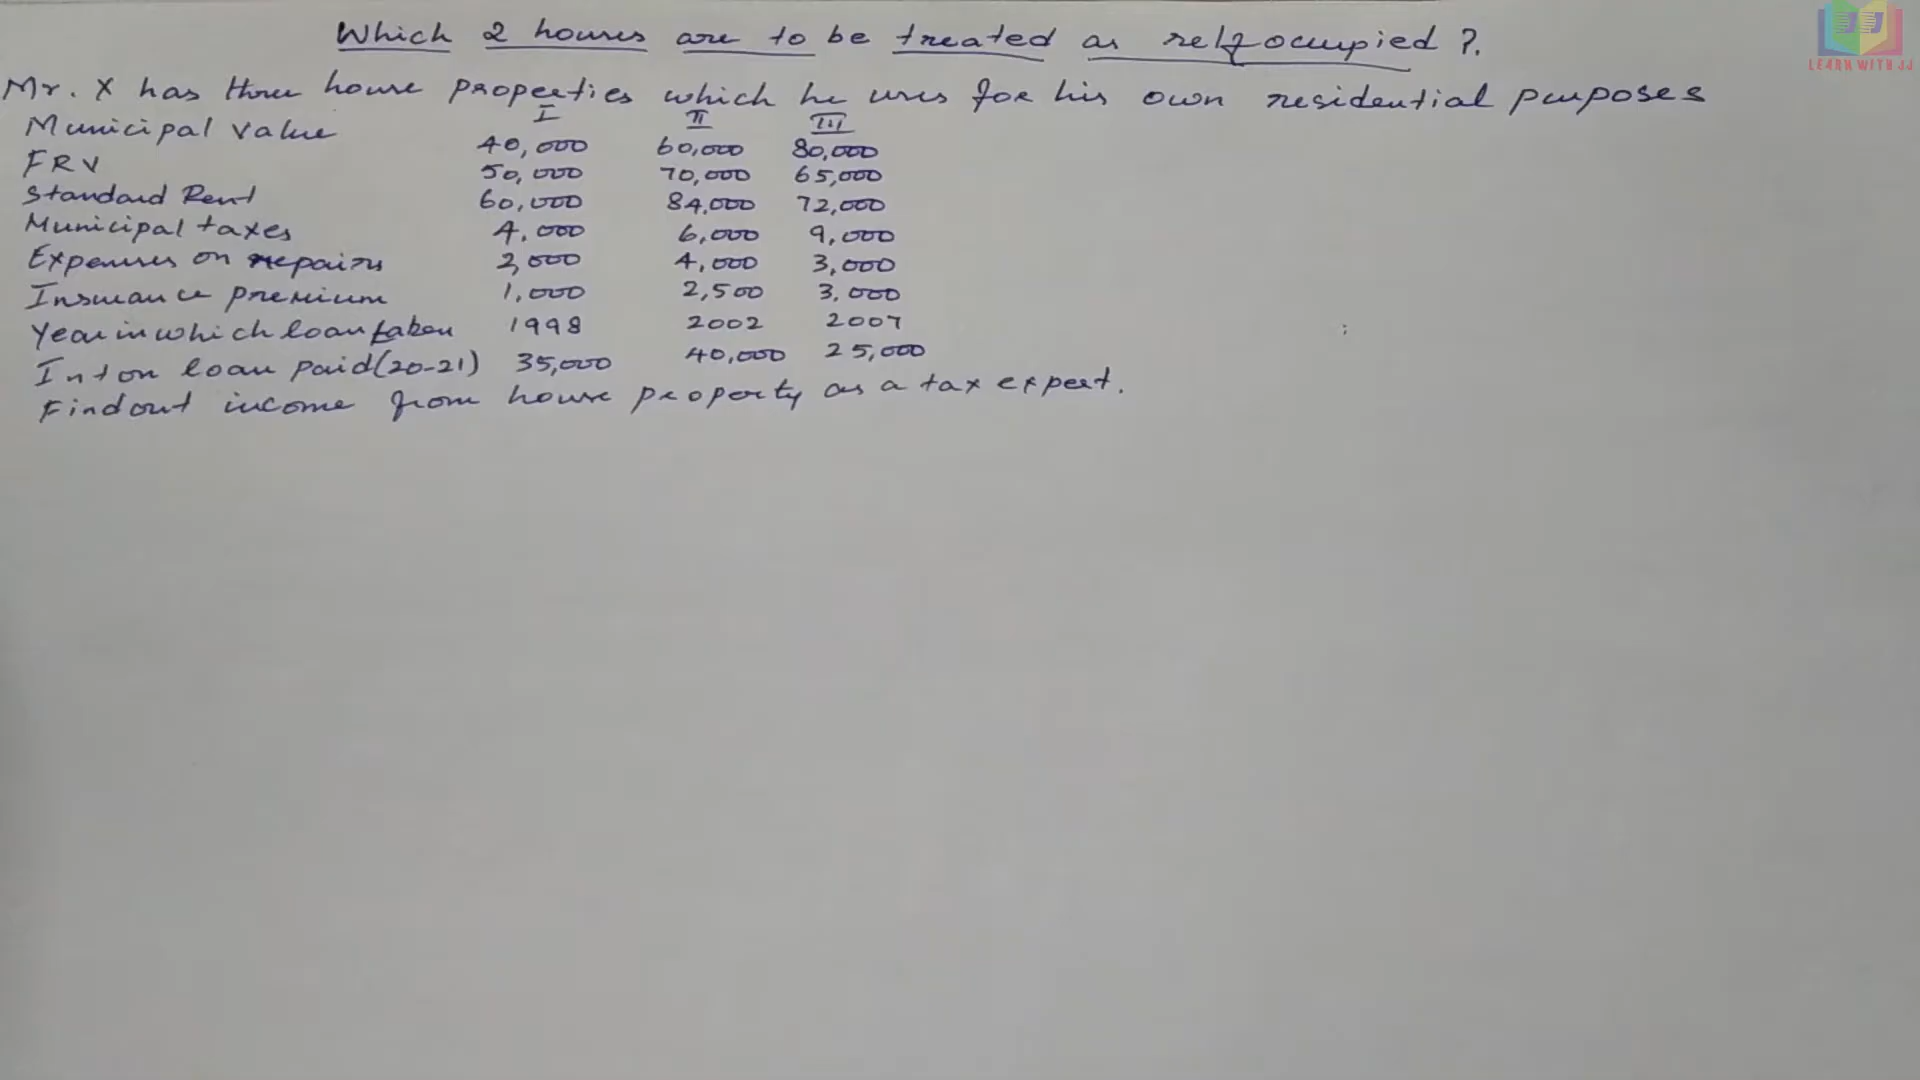 Which 2 houses are to be treated as self occupied ?.
LEARN WITH JJ
Mr. X has three house properties which he uses for his own residential purposes
I II III
Municipal value 40,000 60,000 80,000
FRV 50,000 70,000 65,000
Standard Rent 60,000 84,000 72,000
Municipal taxes 4,000 6,000 9,000
Expenses on repairs 2,000 4,000 3,000
Insurance premium 1,000 2,500 3,000
Year in which loan taken 1998 2002 2007
Int on loan paid (20-21) 35,000 40,000 25,000
Findout income from house property as a tax expert.